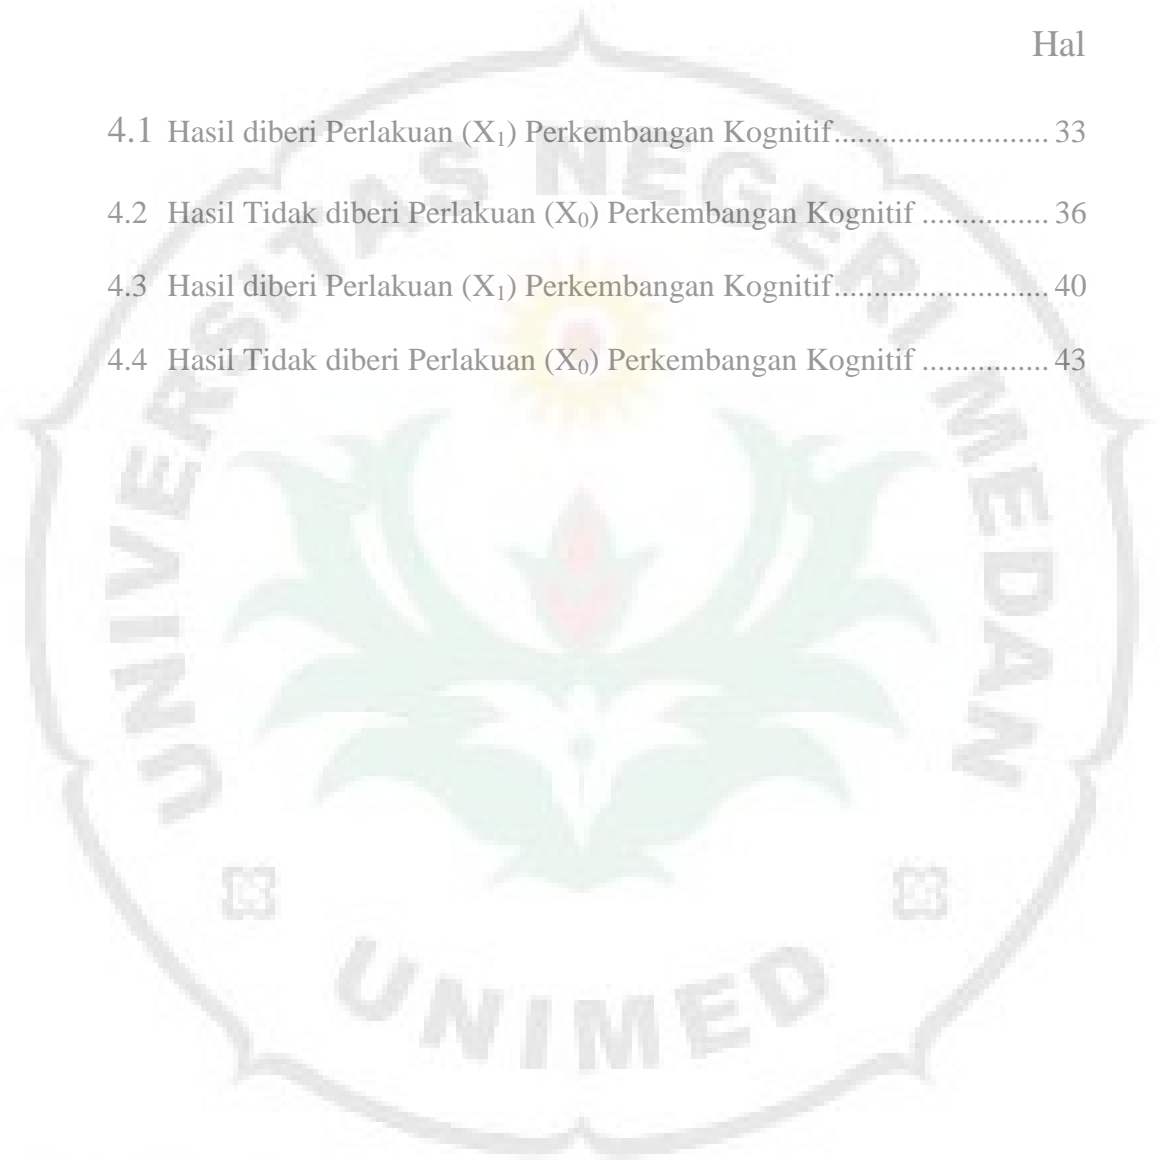 Hal
4.1 Hasil diberi Perlakuan (X₁) Perkembangan Kognitif........................... 33
4.2 Hasil Tidak diberi Perlakuan (X₀) Perkembangan Kognitif ................ 36
4.3 Hasil diberi Perlakuan (X₁) Perkembangan Kognitif........................... 40
4.4 Hasil Tidak diberi Perlakuan (X₀) Perkembangan Kognitif ................ 43
UNIVERSITAS NEGERI MEDAN
UNIMED